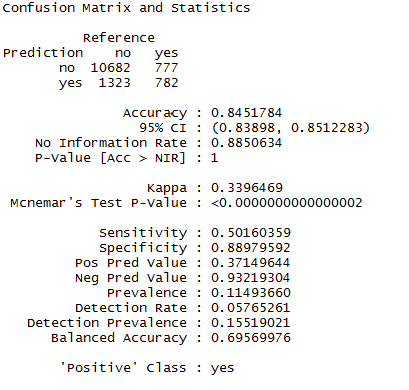 Confusion Matrix and Statistics
Reference
Prediction no yes
no 10682 777
yes 1323 782
Accuracy : 0.8451784
95% CI : (0.83898, 0.8512283)
No Information Rate : 0.8850634
P-Value [Acc > NIR] : 1
Kappa : 0.3396469
Mcnemar's Test P-Value : <0.0000000000000002
Sensitivity : 0.50160359
Specificity : 0.88979592
Pos Pred Value : 0.37149644
Neg Pred Value : 0.93219304
Prevalence : 0.11493660
Detection Rate : 0.05765261
Detection Prevalence : 0.15519021
Balanced Accuracy : 0.69569976
'Positive' Class : yes